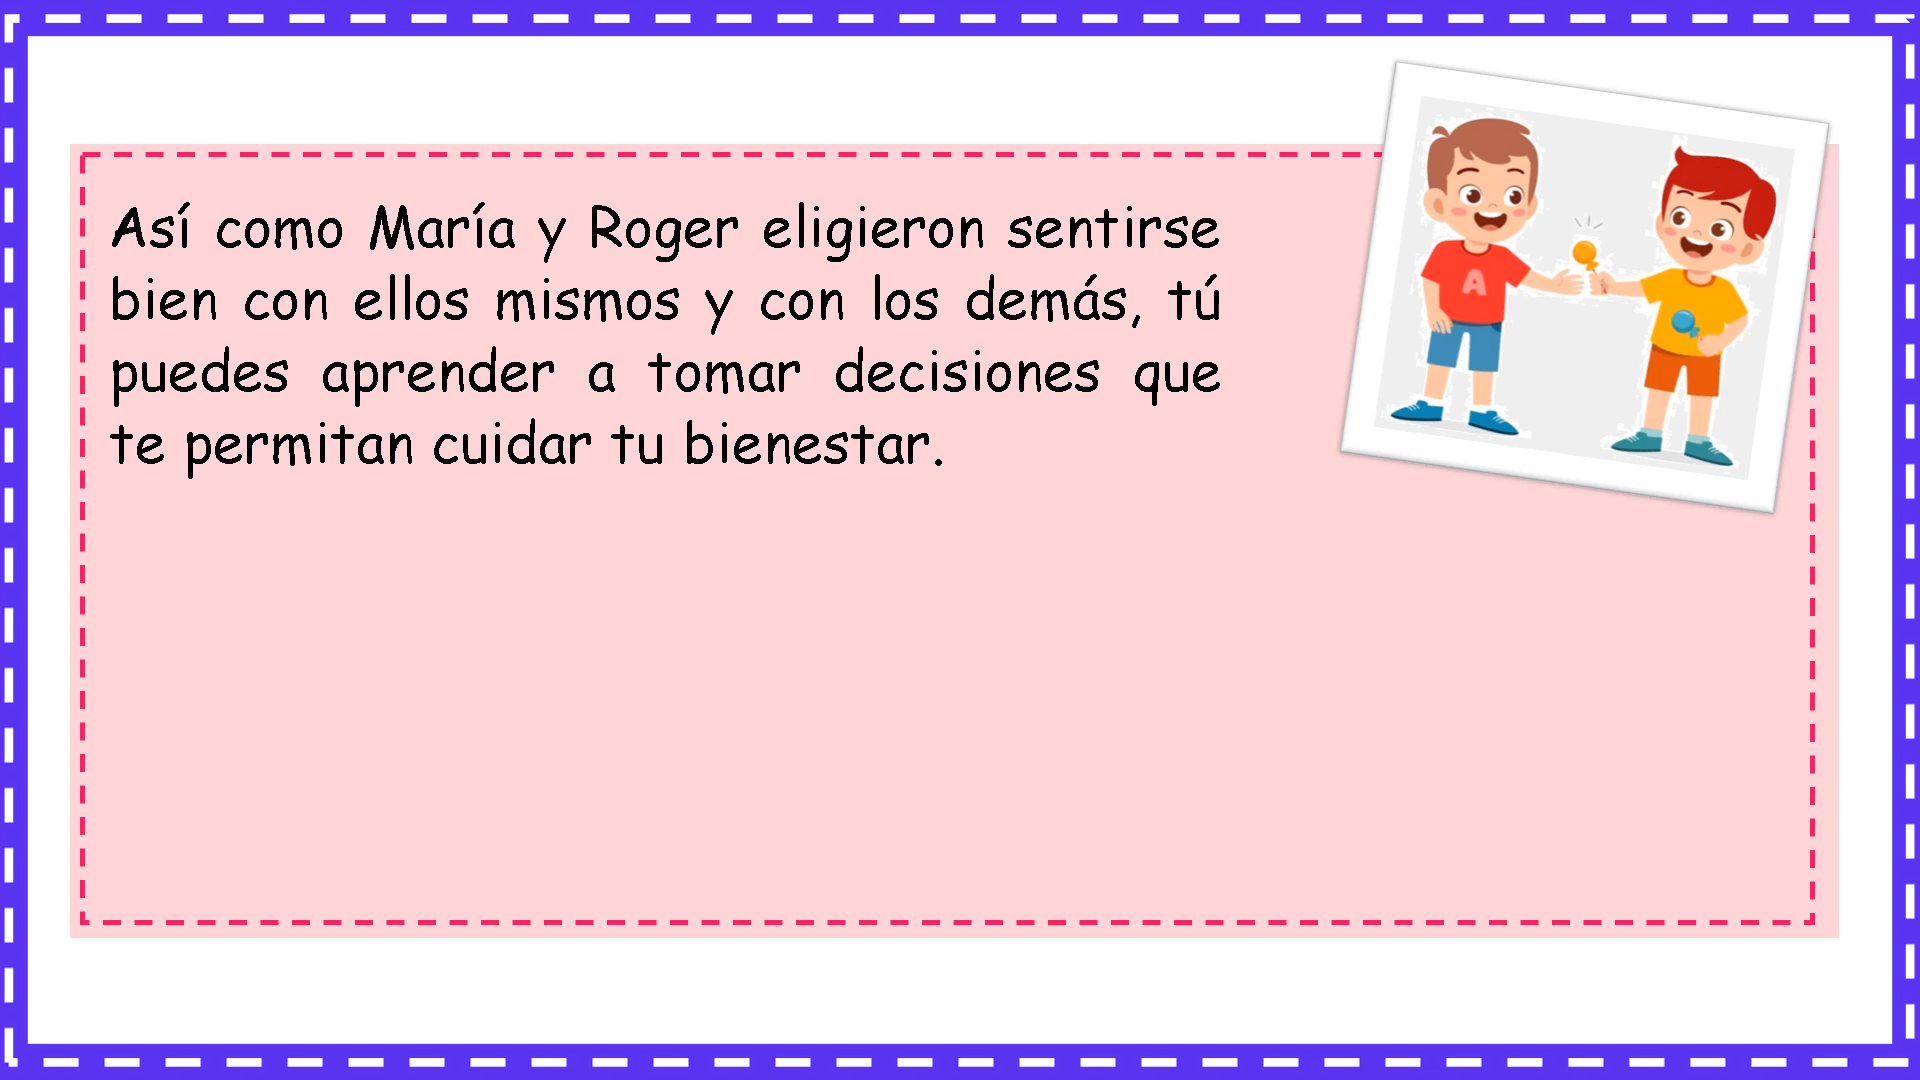 Así como María y Roger eligieron sentirse
bien con ellos mismos y con los demás, tú
puedes aprender a tomar decisiones que
te permitan cuidar tu bienestar.
A